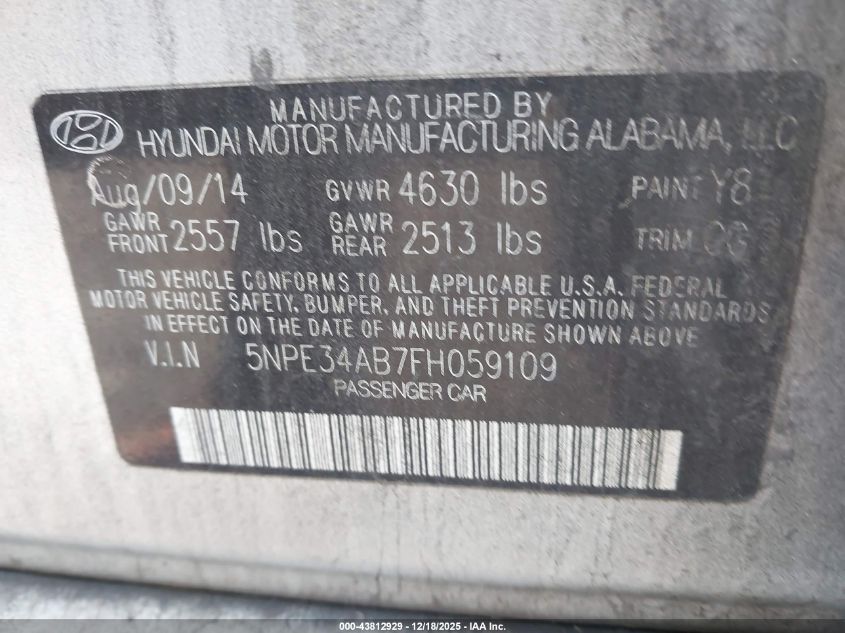 MANUFACTURED BY
HYUNDAI MOTOR MANUFACTURING ALABAMA, LLC
Aug/09/14 GVWR 4630 lbs PAINT Y8
GAWR FRONT 2557 lbs GAWR REAR 2513 lbs TRIM
THIS VEHICLE CONFORMS TO ALL APPLICABLE U.S.A. FEDERAL
MOTOR VEHICLE SAFETY, BUMPER, AND THEFT PREVENTION STANDARDS
IN EFFECT ON THE DATE OF MANUFACTURE SHOWN ABOVE
V.I.N 5NPE34AB7FH059109
PASSENGER CAR
000-43812929 - 12/18/2025 - IAA Inc.